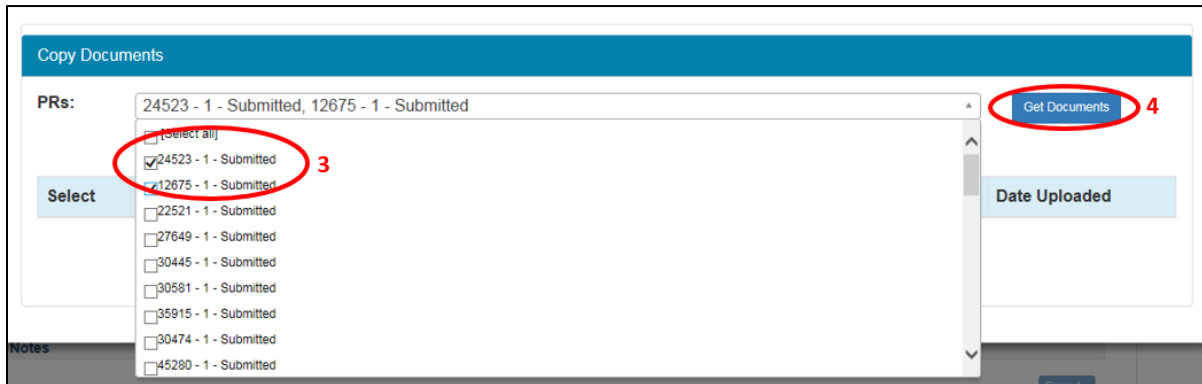 Copy Documents
PRs: 24523 - 1 - Submitted, 12675 - 1 - Submitted Get Documents 4
[Select all]
24523 - 1 - Submitted 3
12675 - 1 - Submitted
Select Date Uploaded
22521 - 1 - Submitted
27649 - 1 - Submitted
30445 - 1 - Submitted
30581 - 1 - Submitted
35915 - 1 - Submitted
30474 - 1 - Submitted
Notes
45280 - 1 - Submitted